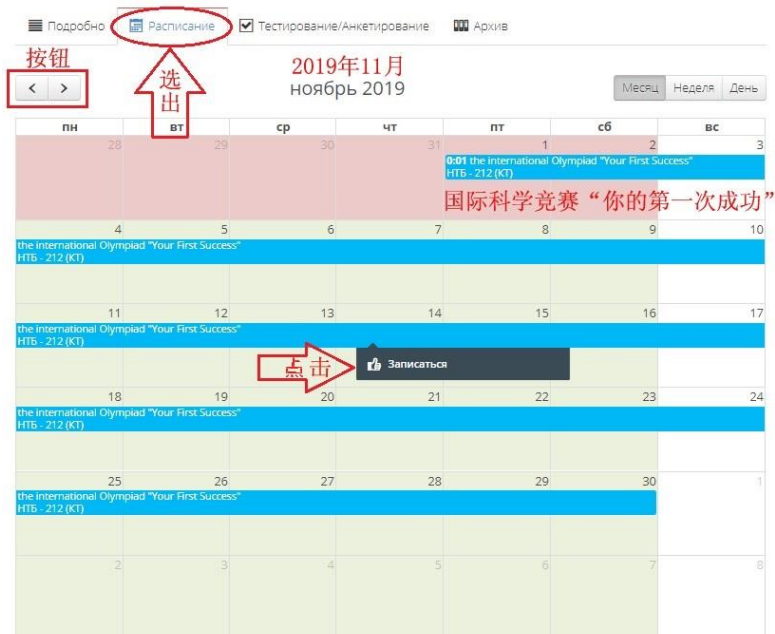 Подробно Расписание Тестирование/Анкетирование Архив
按钮
选出
2019年11月
< >
ноябрь 2019
Месяц Неделя День
пн вт ср чт пт сб вс
28 29 30 31 1 2 3
0:01 the international Olympiad "Your First Success"
НТБ - 212 (КТ)
国际科学竞赛“你的第一次成功”
4 5 6 7 8 9 10
the international Olympiad "Your First Success"
НТБ - 212 (КТ)
11 12 13 14 15 16 17
the international Olympiad "Your First Success"
НТБ - 212 (КТ)
点击
Записаться
18 19 20 21 22 23 24
the international Olympiad "Your First Success"
НТБ - 212 (КТ)
25 26 27 28 29 30 1
the international Olympiad "Your First Success"
НТБ - 212 (КТ)
2 3 4 5 6 7 8